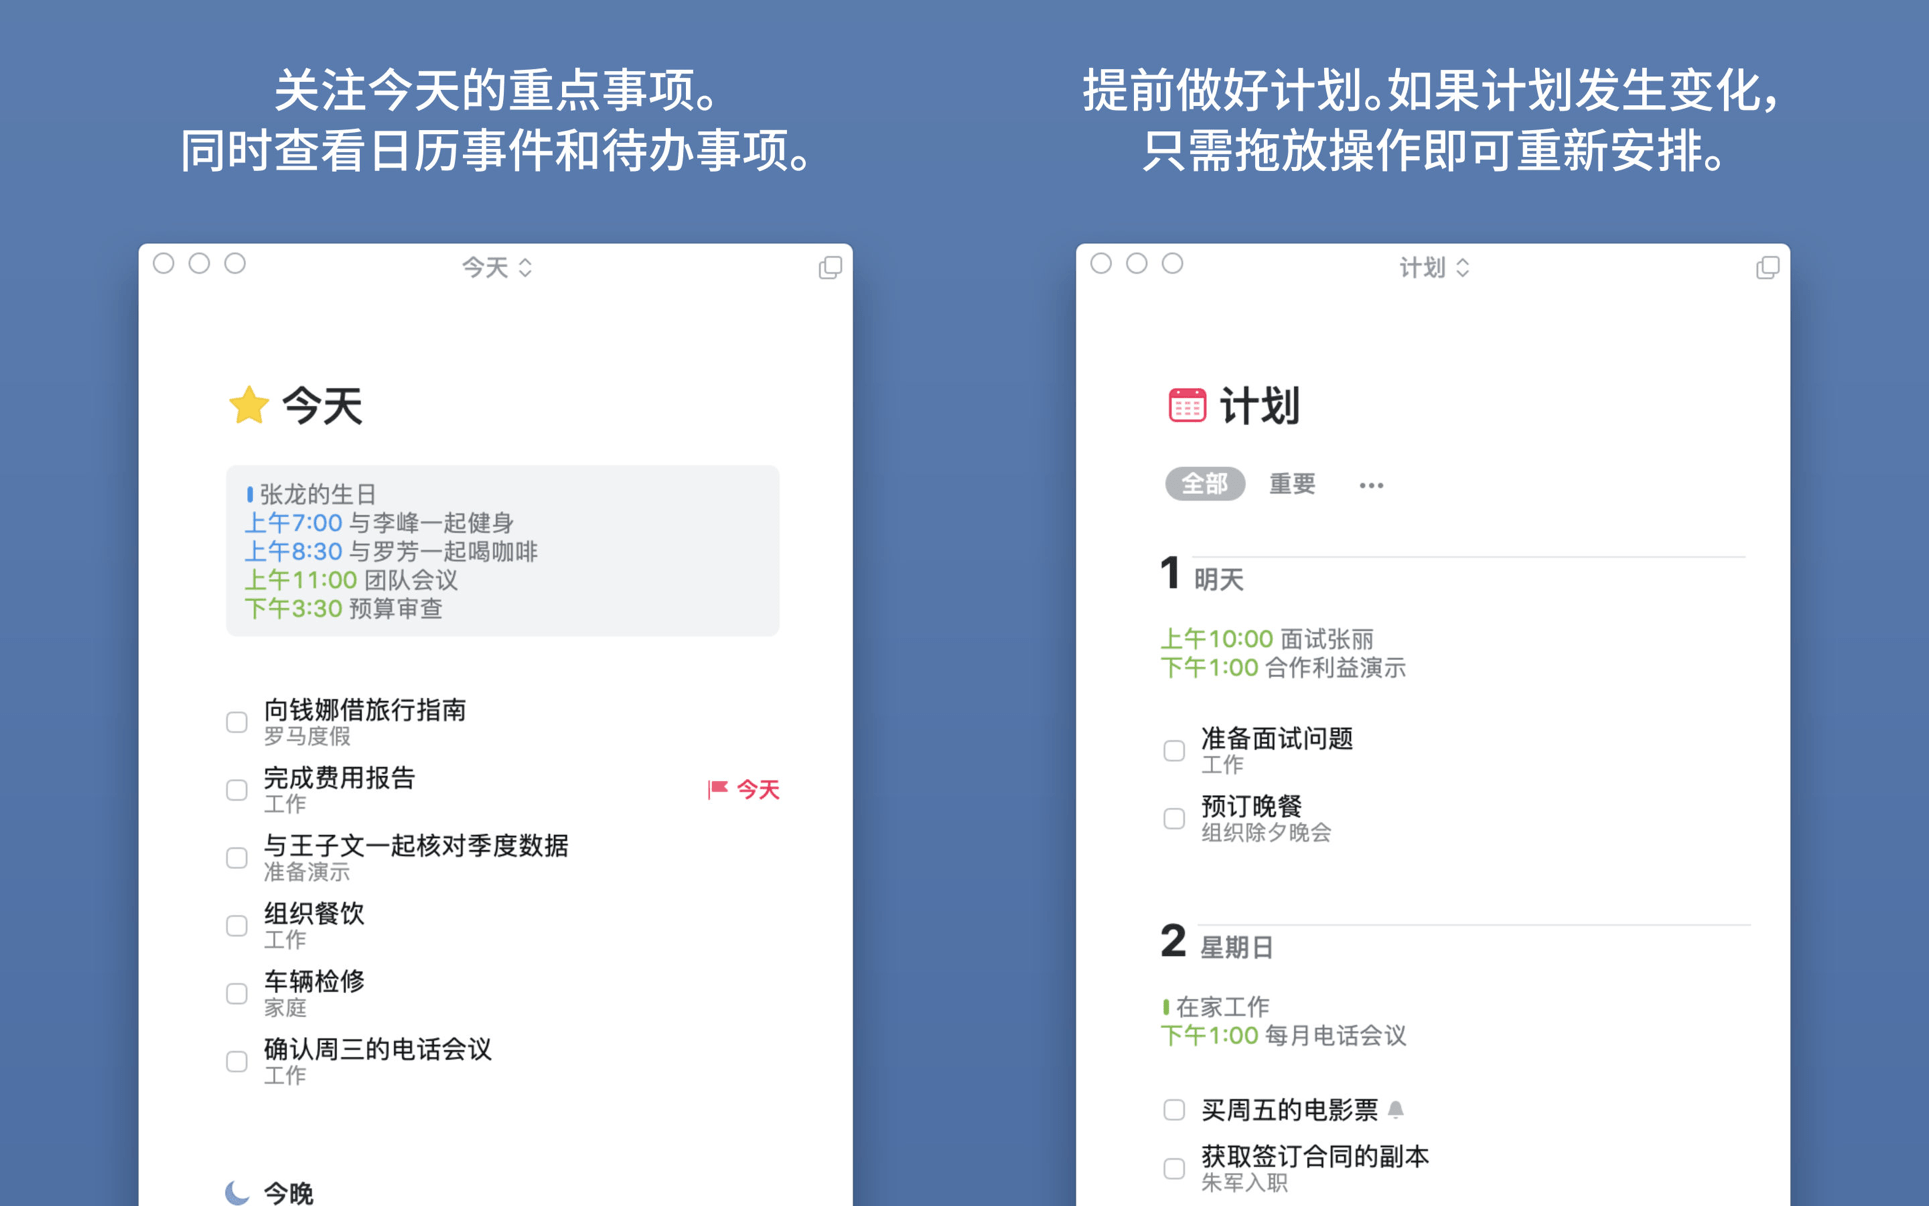 关注今天的重点事项。
同时查看日历事件和待办事项。
今天
今天
张龙的生日
上午7:00 与李峰一起健身
上午8:30 与罗芳一起喝咖啡
上午11:00 团队会议
下午3:30 预算审查
向钱娜借旅行指南
罗马度假
完成费用报告
今天
工作
与王子文一起核对季度数据
准备演示
组织餐饮
工作
车辆检修
家庭
确认周三的电话会议
工作
今晚
提前做好计划。如果计划发生变化，
只需拖放操作即可重新安排。
计划
计划
全部 重要 •••
1 明天
上午10:00 面试张丽
下午1:00 合作利益演示
准备面试问题
工作
预订晚餐
组织除夕晚会
2 星期日
在家工作
下午1:00 每月电话会议
买周五的电影票
获取签订合同的副本
朱军入职